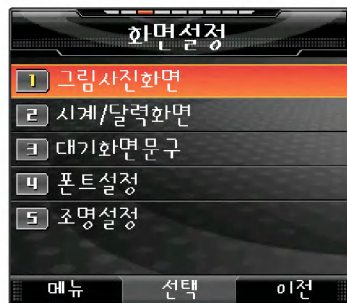 화면설정
1 그림사진화면
2 시계/달력화면
3 대기화면문구
4 폰트설정
5 조명설정
메뉴 선택 이전